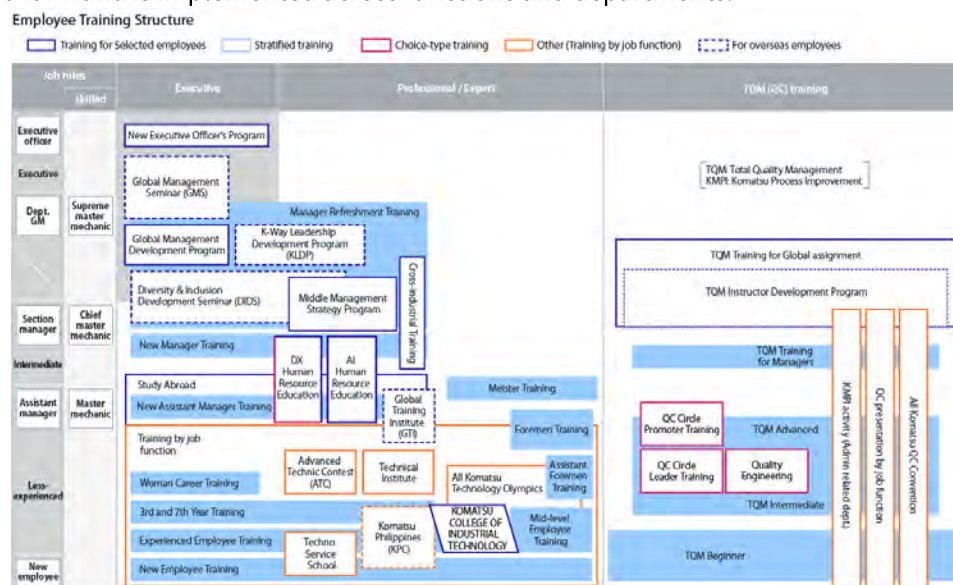 Employee Training Structure
Training for Selected employees
Stratified training
Choice-type training
Other (Training by job function)
For overseas employees
Job roles
skilled
Executive
Professional / Expert
TQM (QC) training
Executive
officer
Executive
Dept.
GM
Supreme
master
mechanic
Section
manager
Chief
master
mechanic
Intermediate
Assistant
manager
Master
mechanic
Less-
experienced
New
employee
New Executive Officer's Program
Global Management
Seminar (GMS)
Manager Refreshment Training
Global Management
Development Program
K-Way Leadership
Development Program
(KLDP)
Diversity & Inclusion
Development Seminar (DIDS)
Middle Management
Strategy Program
Cross-industrial Training
New Manager Training
DX
Human
Resource
Education
AI
Human
Resource
Education
Study Abroad
New Assistant Manager Training
Global
Training
Institute
(GTI)
Meister Training
Foremen Training
Training by job
function
Advanced
Technic Contest
(ATC)
Technical
Institute
All Komatsu
Technology Olympics
Assistant
Foremen
Training
Woman Career Training
3rd and 7th Year Training
Komatsu
Philippines
(KPC)
KOMATSU
COLLEGE OF
INDUSTRIAL
TECHNOLOGY
Mid-level
Employee
Training
Experienced Employee Training
Techno
Service
School
New Employee Training
TQM: Total Quality Management
KMPI: Komatsu Process Improvement
TQM Training for Global assignment
TQM Instructor Development Program
TQM Training
for Managers
QC Circle
Promoter Training
TQM Advanced
QC Circle
Leader Training
Quality
Engineering
TQM Intermediate
TQM Beginner
KMPI activity (Admin related dept.)
QC presentation by job function
All Komatsu QC Convention